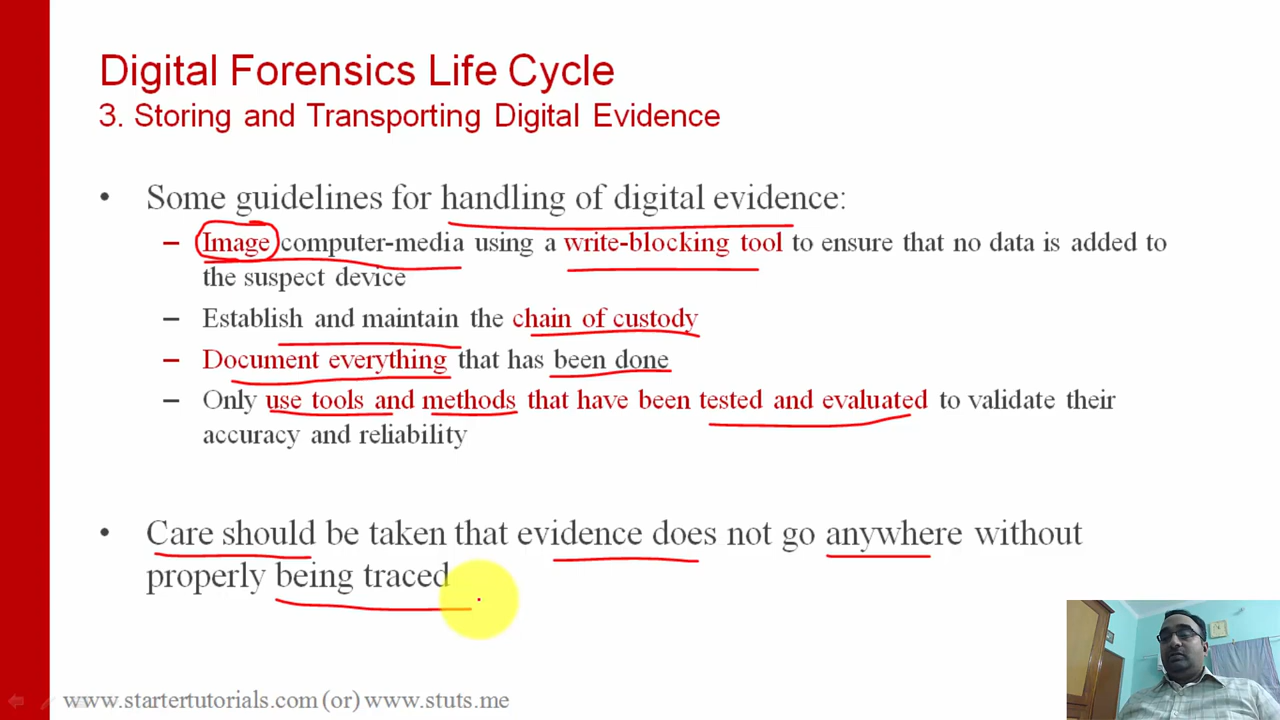 Digital Forensics Life Cycle
3. Storing and Transporting Digital Evidence
• Some guidelines for handling of digital evidence:
– Image computer-media using a write-blocking tool to ensure that no data is added to
the suspect device
– Establish and maintain the chain of custody
– Document everything that has been done
– Only use tools and methods that have been tested and evaluated to validate their
accuracy and reliability
• Care should be taken that evidence does not go anywhere without
properly being traced
www.startertutorials.com (or) www.stuts.me